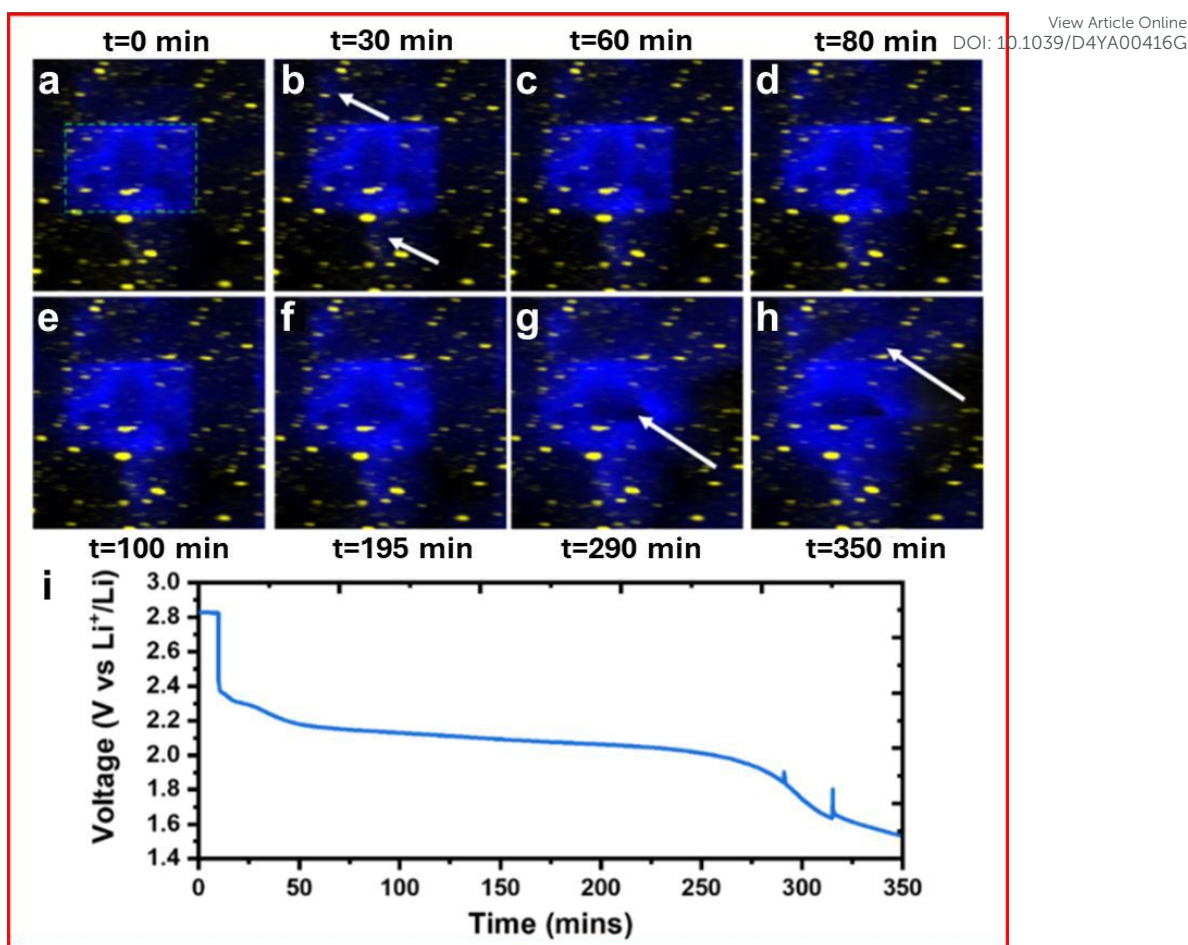 View Article Online
DOI: 10.1039/D4YA00416G
t=0 min t=30 min t=60 min t=80 min
a b c d
e f g h
t=100 min t=195 min t=290 min t=350 min
i
Voltage (V vs Li⁺/Li)
3.0
2.8
2.6
2.4
2.2
2.0
1.8
1.6
1.4
0 50 100 150 200 250 300 350
Time (mins)